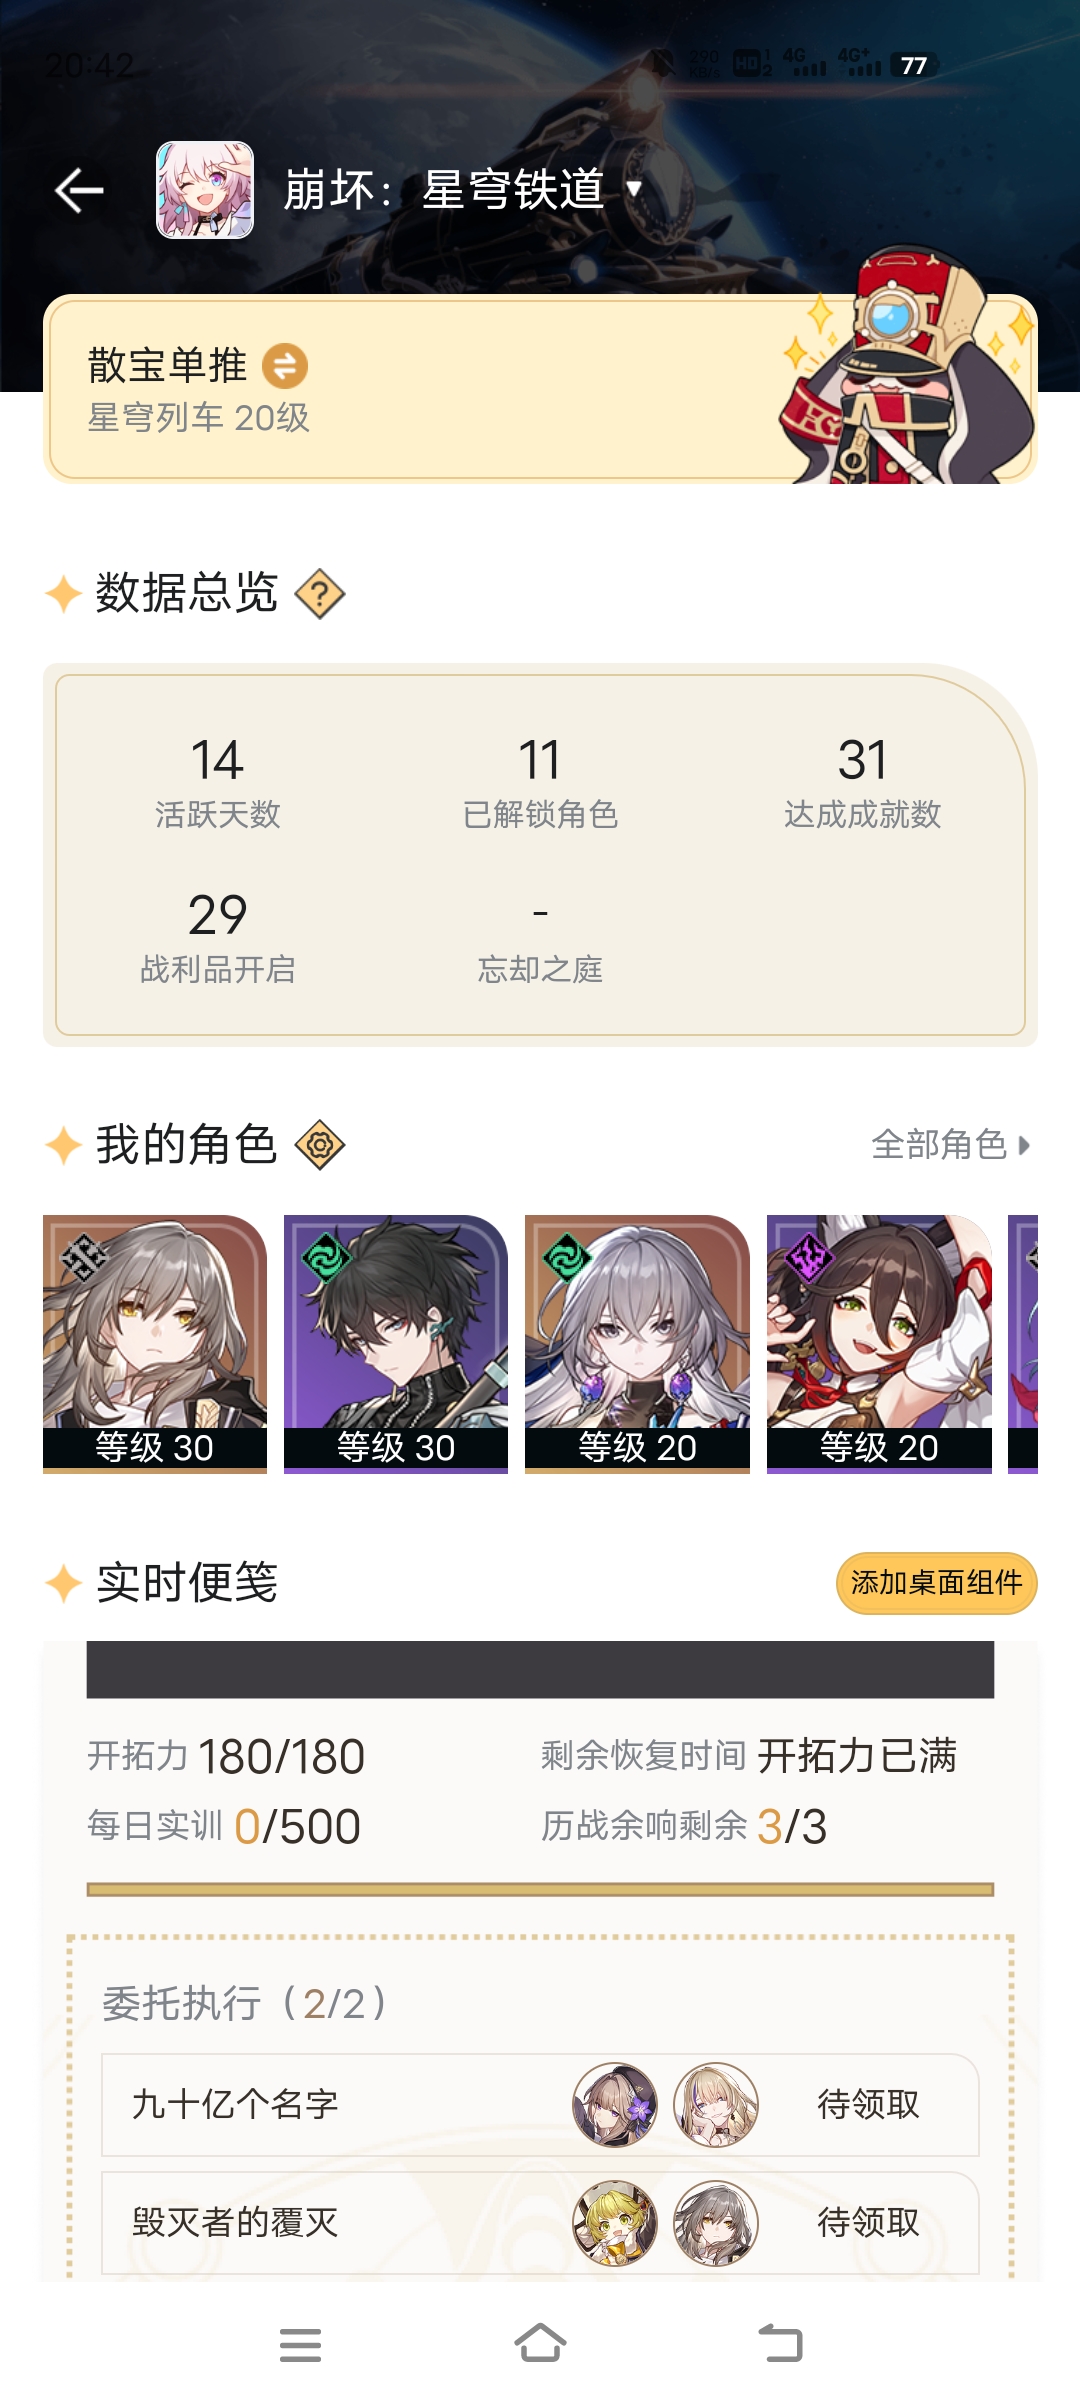 20:42
290 KB/s HD 1 2 4G 4G+ 77
崩坏：星穹铁道
散宝单推
星穹列车 20级
数据总览 ?
14 11 31
活跃天数 已解锁角色 达成成就数
29 -
战利品开启 忘却之庭
我的角色 全部角色
等级 30 等级 30 等级 20 等级 20
实时便笺 添加桌面组件
开拓力 180/180 剩余恢复时间 开拓力已满
每日实训 0/500 历战余响剩余 3/3
委托执行（2/2）
九十亿个名字 待领取
毁灭者的覆灭 待领取